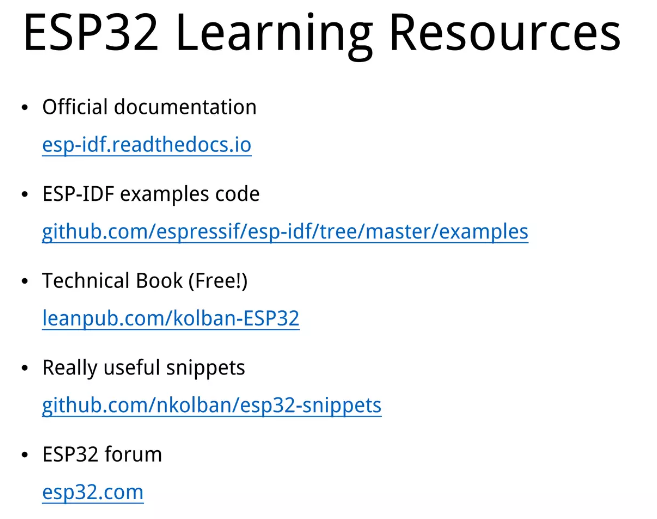 ESP32 Learning Resources
• Official documentation
esp-idf.readthedocs.io
• ESP-IDF examples code
github.com/espressif/esp-idf/tree/master/examples
• Technical Book (Free!)
leanpub.com/kolban-ESP32
• Really useful snippets
github.com/nkolban/esp32-snippets
• ESP32 forum
esp32.com